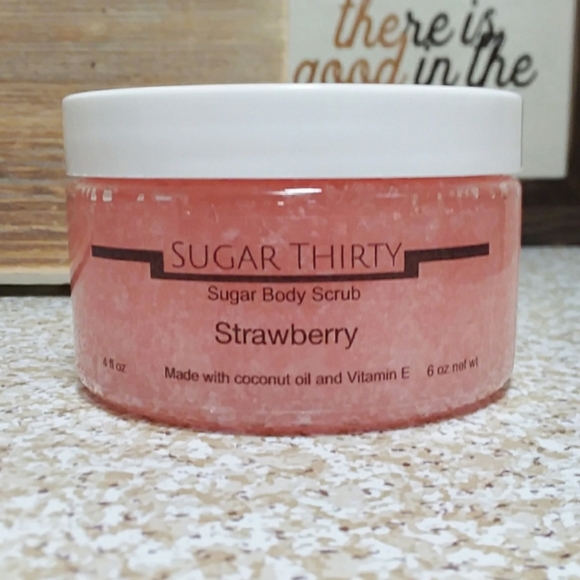 there is
good in the
SUGAR THIRTY
Sugar Body Scrub
Strawberry
4 fl oz Made with coconut oil and Vitamin E 6 oz net wt